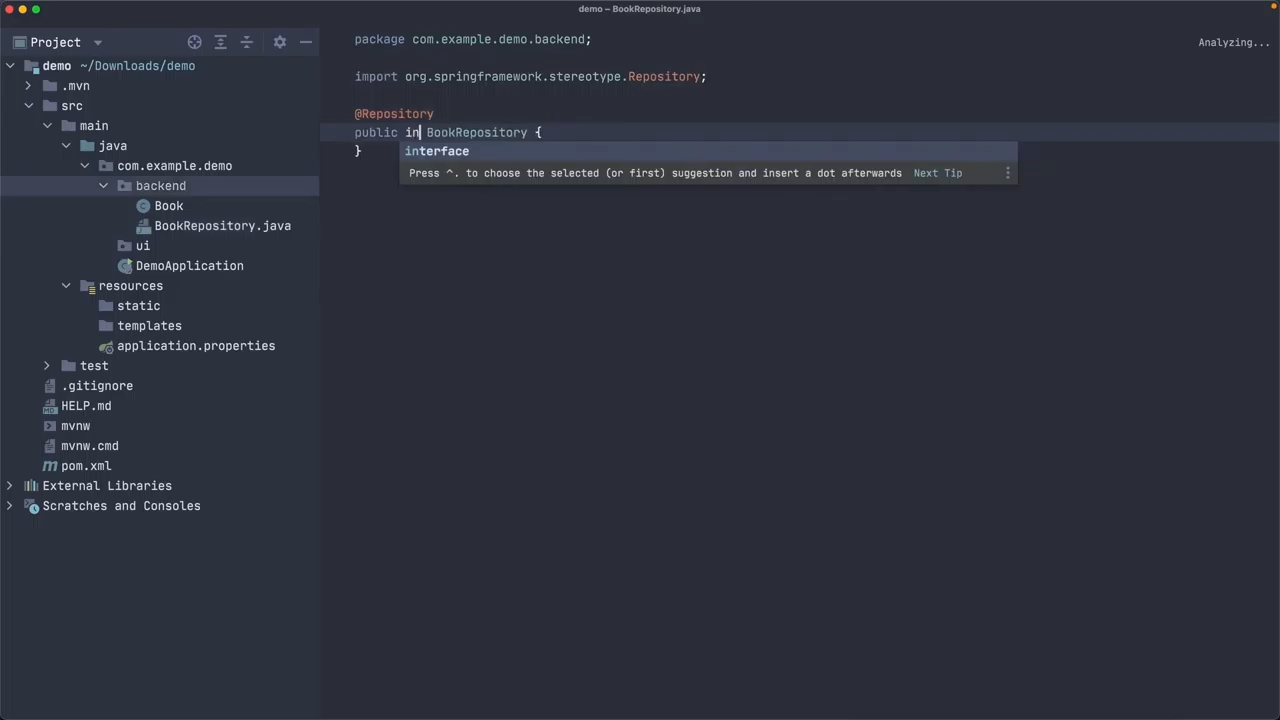 demo – BookRepository.java
Project
demo ~/Downloads/demo
.mvn
src
main
java
com.example.demo
backend
Book
BookRepository.java
ui
DemoApplication
resources
static
templates
application.properties
test
.gitignore
HELP.md
mvnw
mvnw.cmd
pom.xml
External Libraries
Scratches and Consoles
package com.example.demo.backend;
Analyzing...
import org.springframework.stereotype.Repository;
@Repository
public in BookRepository {
}
interface
Press ^. to choose the selected (or first) suggestion and insert a dot afterwards Next Tip